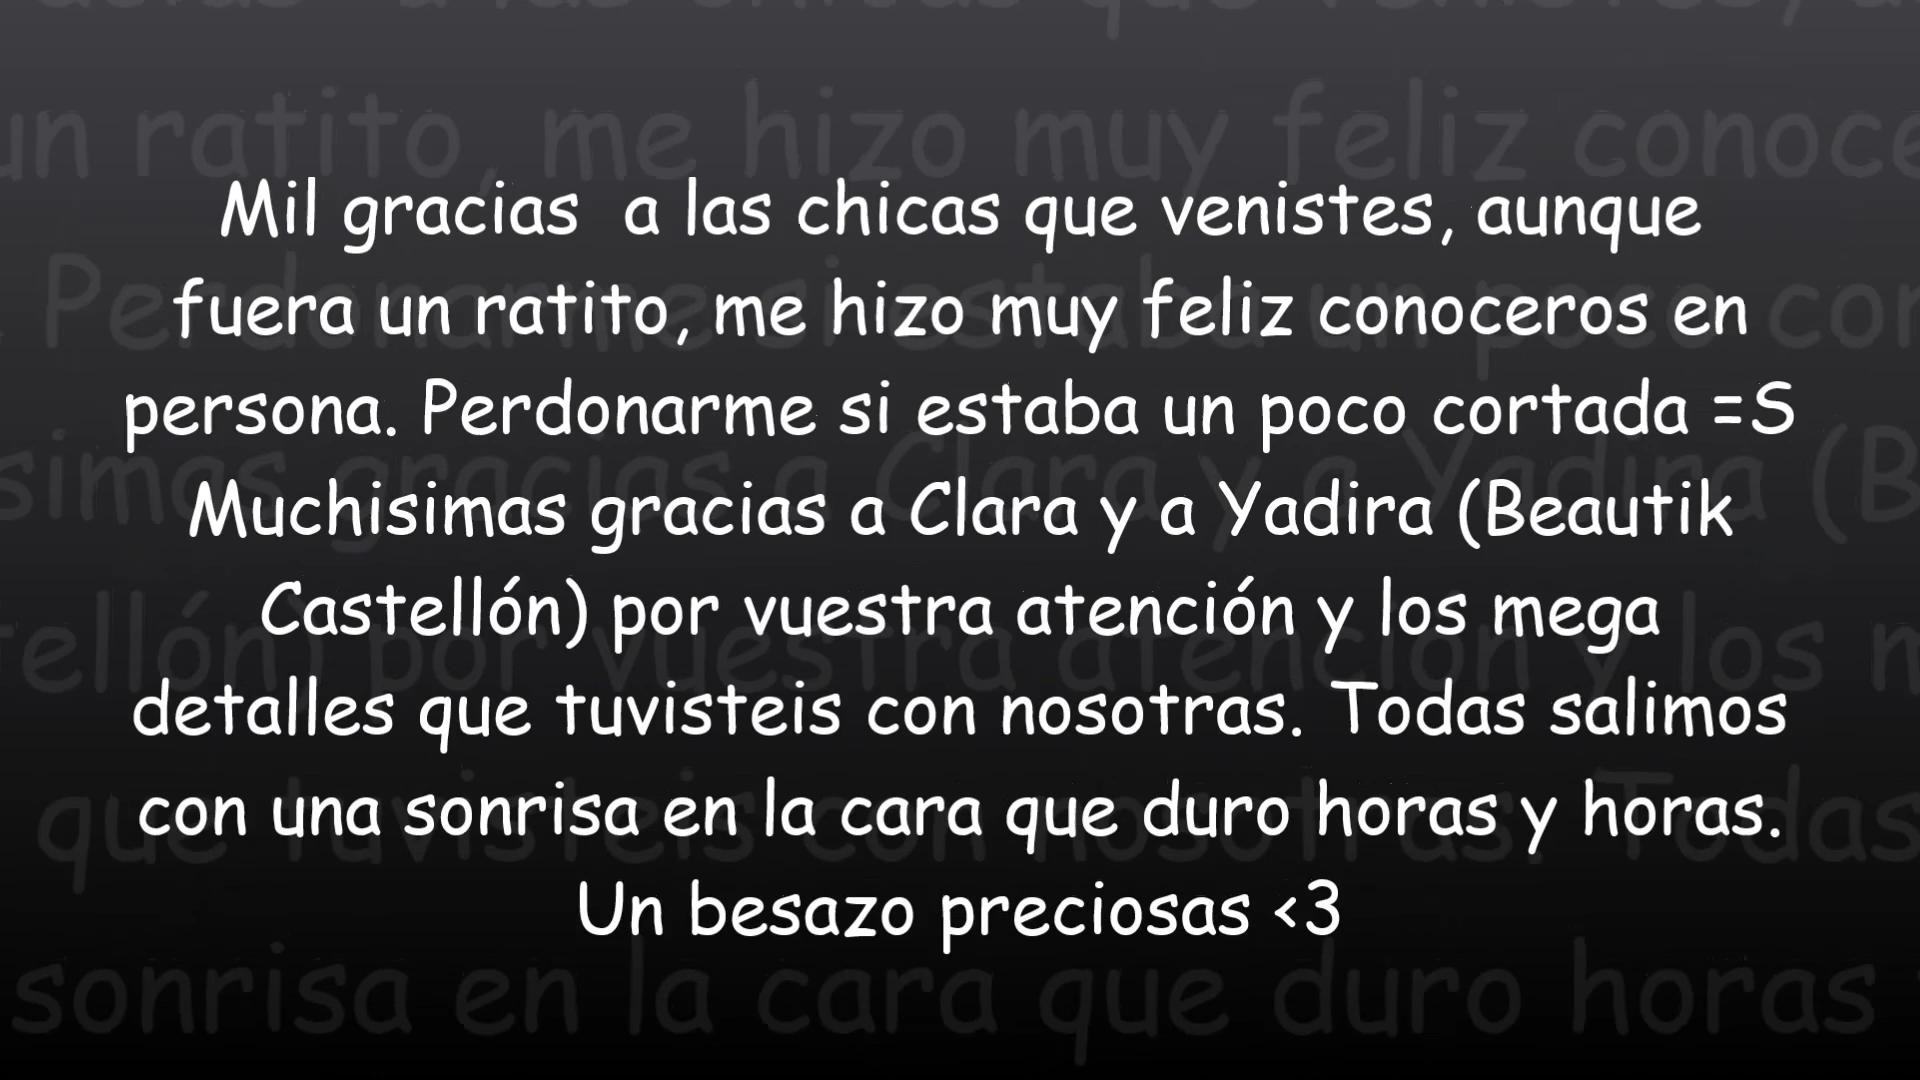 Mil gracias  a las chicas que venistes, aunque
fuera un ratito, me hizo muy feliz conoceros en
persona. Perdonarme si estaba un poco cortada =S
Muchisimas gracias a Clara y a Yadira (Beautik
Castellón) por vuestra atención y los mega
detalles que tuvisteis con nosotras. Todas salimos
con una sonrisa en la cara que duro horas y horas.
Un besazo preciosas <3